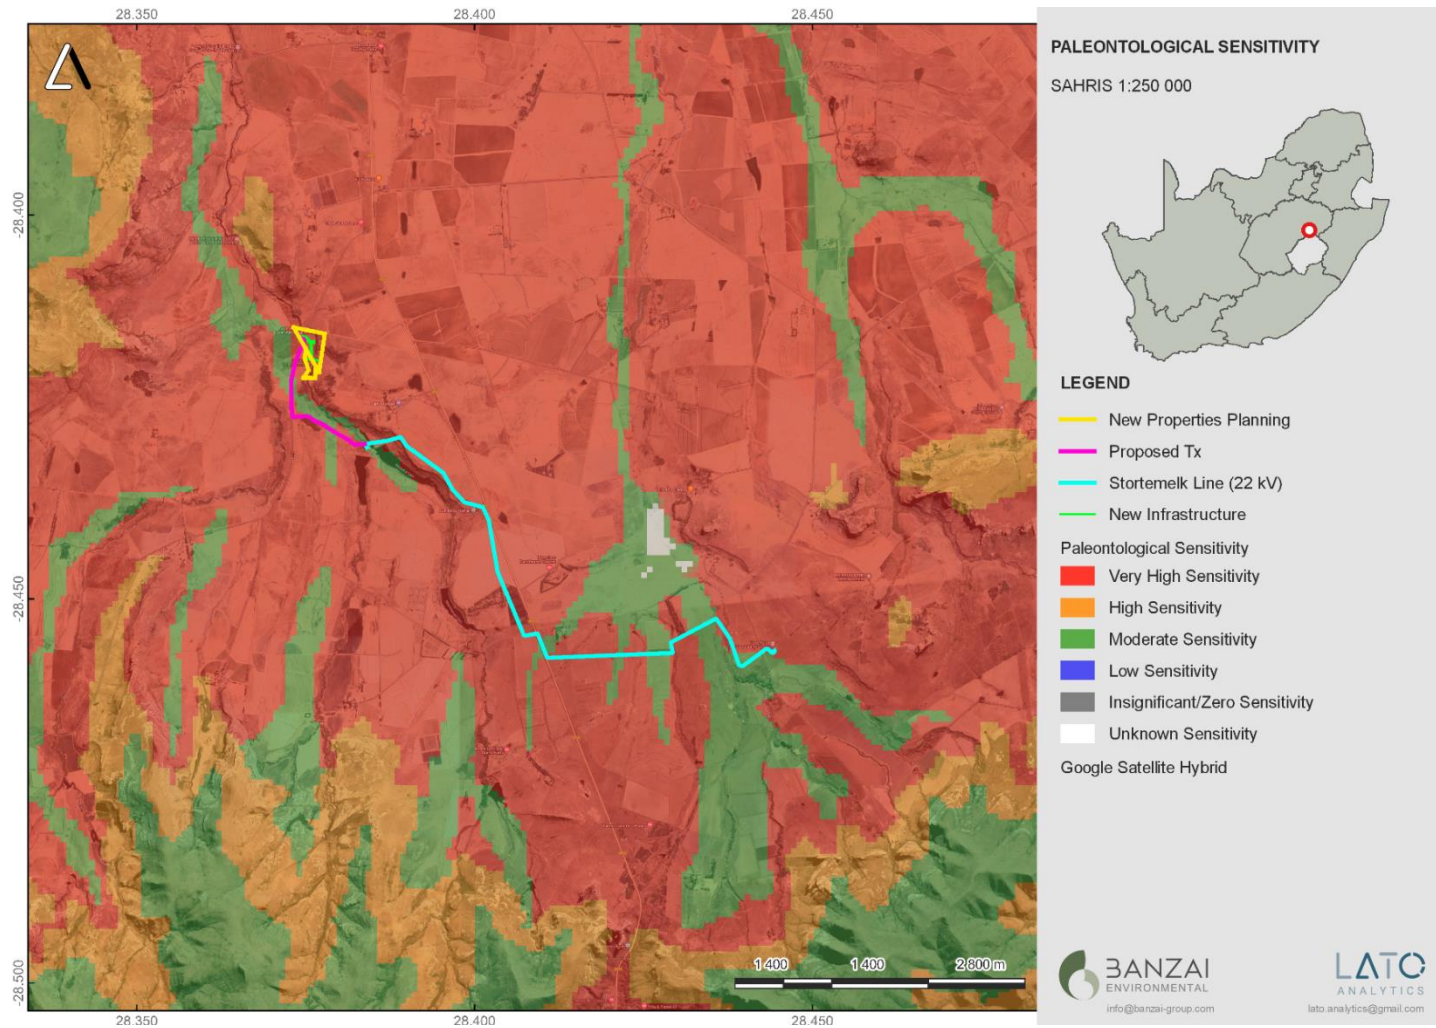 28.350 28.400 28.450
-28.400
-28.450
-28.500
1 400 1 400 2 800 m
28.350 28.400 28.450
PALEONTOLOGICAL SENSITIVITY
SAHRIS 1:250 000
LEGEND
New Properties Planning
Proposed Tx
Stortemelk Line (22 kV)
New Infrastructure
Paleontological Sensitivity
Very High Sensitivity
High Sensitivity
Moderate Sensitivity
Low Sensitivity
Insignificant/Zero Sensitivity
Unknown Sensitivity
Google Satellite Hybrid
BANZAI
ENVIRONMENTAL
info@banzai-group.com
LATO
ANALYTICS
lato.analytics@gmail.com